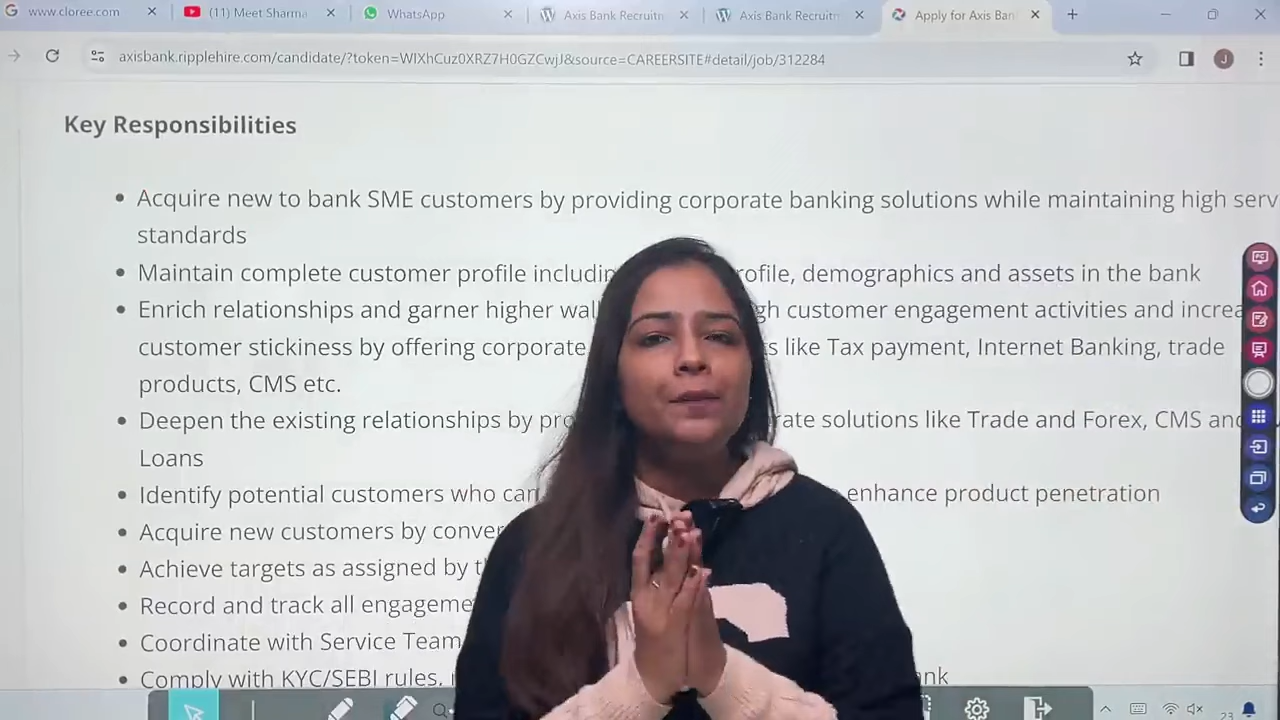 www.cloree.com
(11) Meet Sharma
WhatsApp
Axis Bank Recruitm
Axis Bank Recruitm
Apply for Axis Ban
axisbank.ripplehire.com/candidate/?token=WIXhCuz0XRZ7H0GZCwjJ&source=CAREERSITE#detail/job/312284
J
Key Responsibilities
Acquire new to bank SME customers by providing corporate banking solutions while maintaining high serv
standards
Maintain complete customer profile includin rofile, demographics and assets in the bank
Enrich relationships and garner higher wal gh customer engagement activities and increa
customer stickiness by offering corporate s like Tax payment, Internet Banking, trade
products, CMS etc.
Deepen the existing relationships by pro rate solutions like Trade and Forex, CMS and
Loans
Identify potential customers who can enhance product penetration
Acquire new customers by conver
Achieve targets as assigned by t
Record and track all engageme
Coordinate with Service Team
Comply with KYC/SEBI rules, nk
23